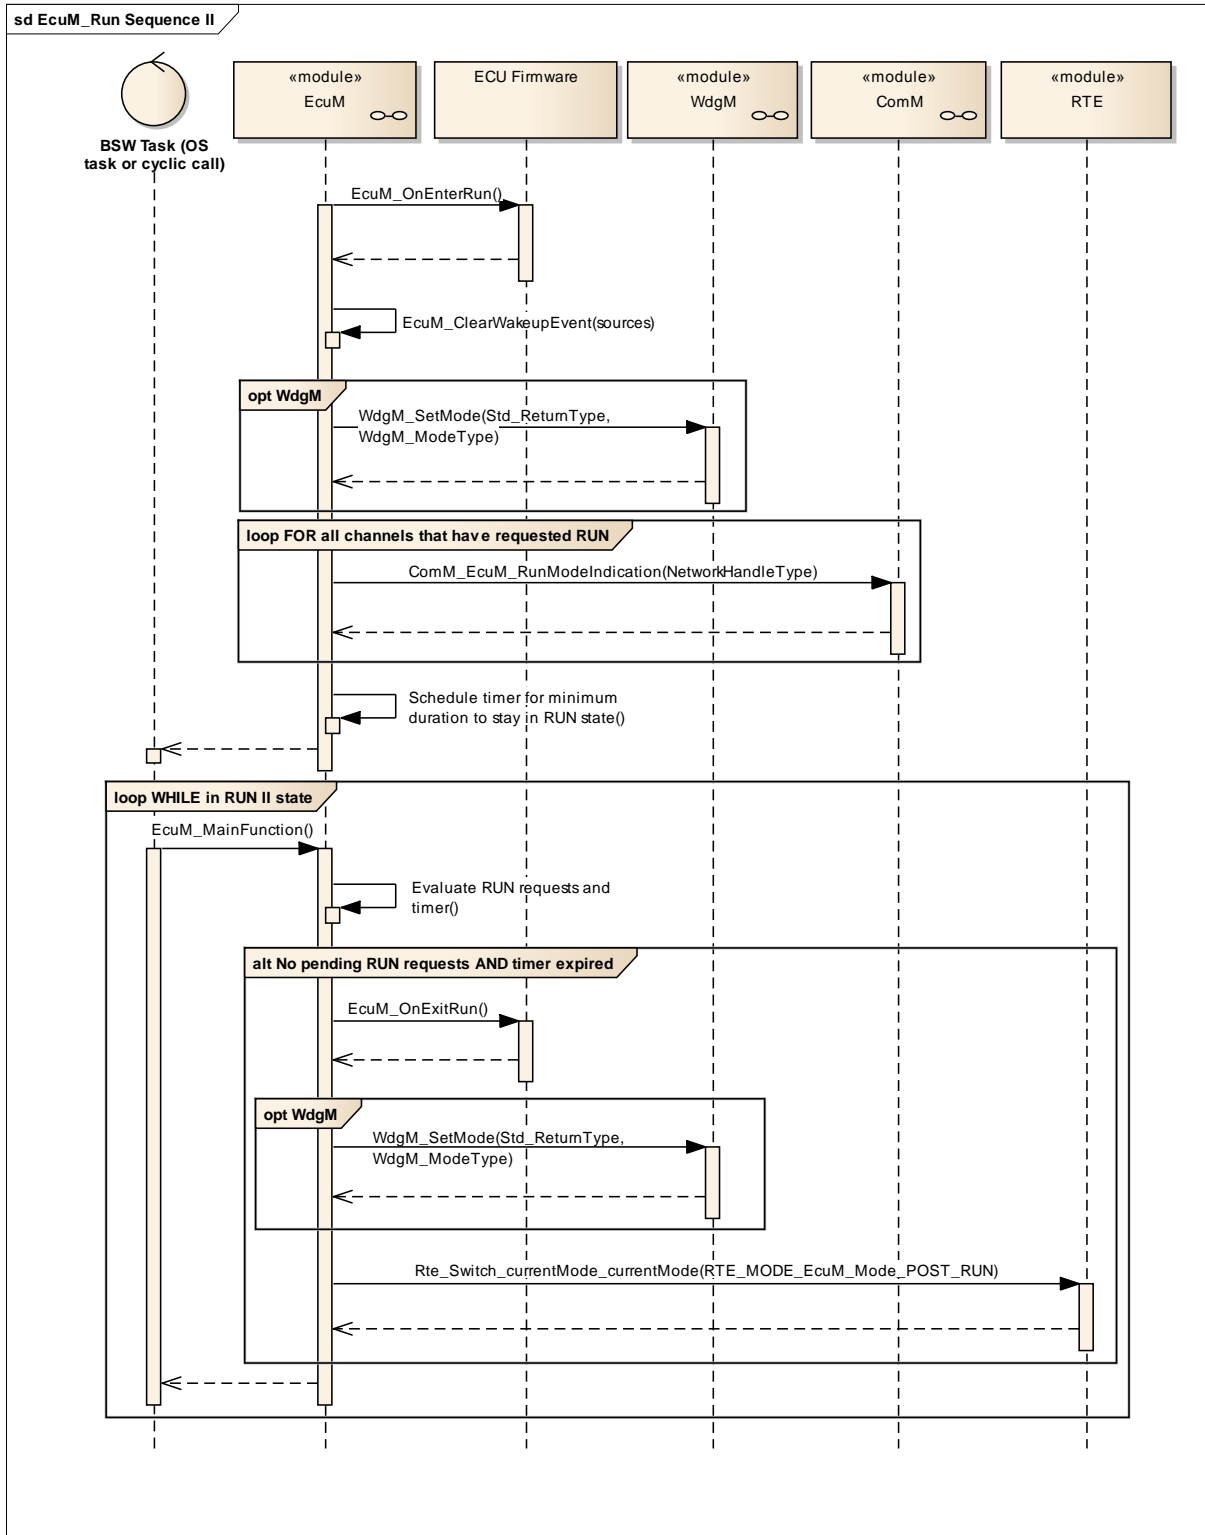 sd EcuM_Run Sequence II
BSW Task (OS
task or cyclic call)
«module»
EcuM
ECU Firmware
«module»
WdgM
«module»
ComM
«module»
RTE
EcuM_OnEnterRun()
EcuM_ClearWakeupEvent(sources)
opt WdgM
WdgM_SetMode(Std_ReturnType,
WdgM_ModeType)
loop FOR all channels that have requested RUN
ComM_EcuM_RunModeIndication(NetworkHandleType)
Schedule timer for minimum
duration to stay in RUN state()
loop WHILE in RUN II state
EcuM_MainFunction()
Evaluate RUN requests and
timer()
alt No pending RUN requests AND timer expired
EcuM_OnExitRun()
opt WdgM
WdgM_SetMode(Std_ReturnType,
WdgM_ModeType)
Rte_Switch_currentMode_currentMode(RTE_MODE_EcuM_Mode_POST_RUN)